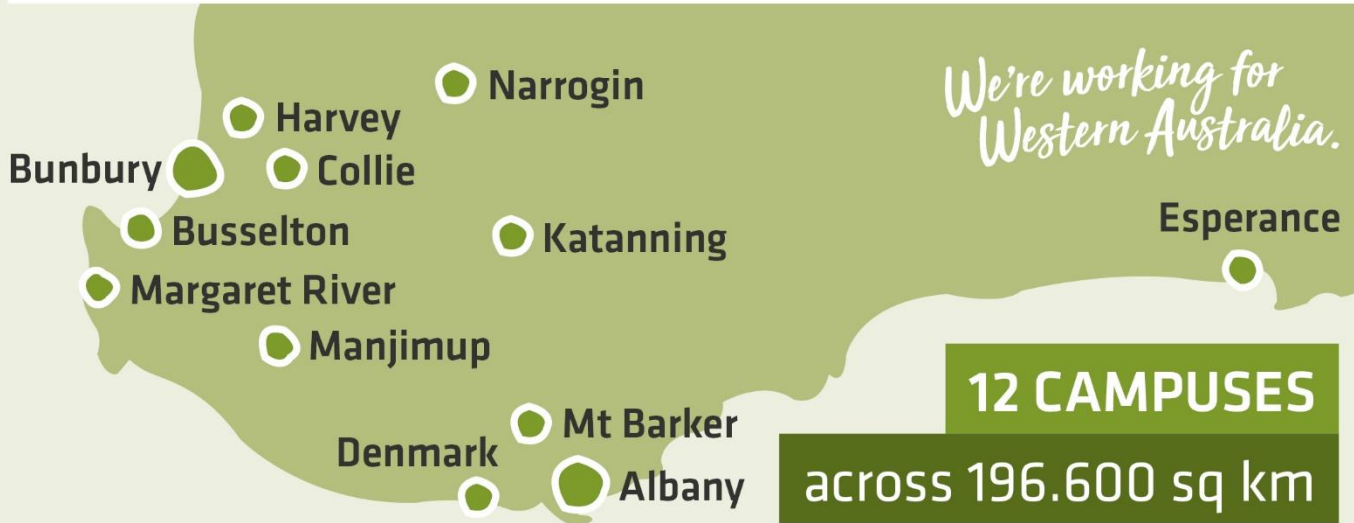 Narrogin
Harvey
Bunbury
Collie
Busselton
Katanning
Margaret River
Manjimup
Mt Barker
Denmark
Albany
We're working for
Western Australia.
Esperance
12 CAMPUSES
across 196.600 sq km